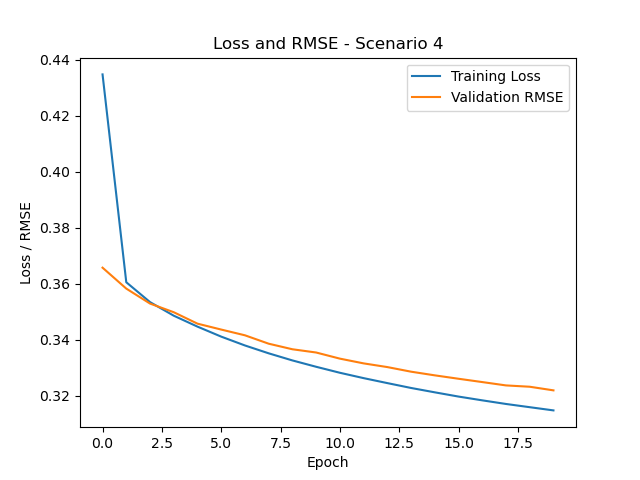 Loss and RMSE - Scenario 4
Training Loss
Validation RMSE
0.44
0.42
0.40
0.38
0.36
0.34
0.32
Loss / RMSE
0.0 2.5 5.0 7.5 10.0 12.5 15.0 17.5
Epoch